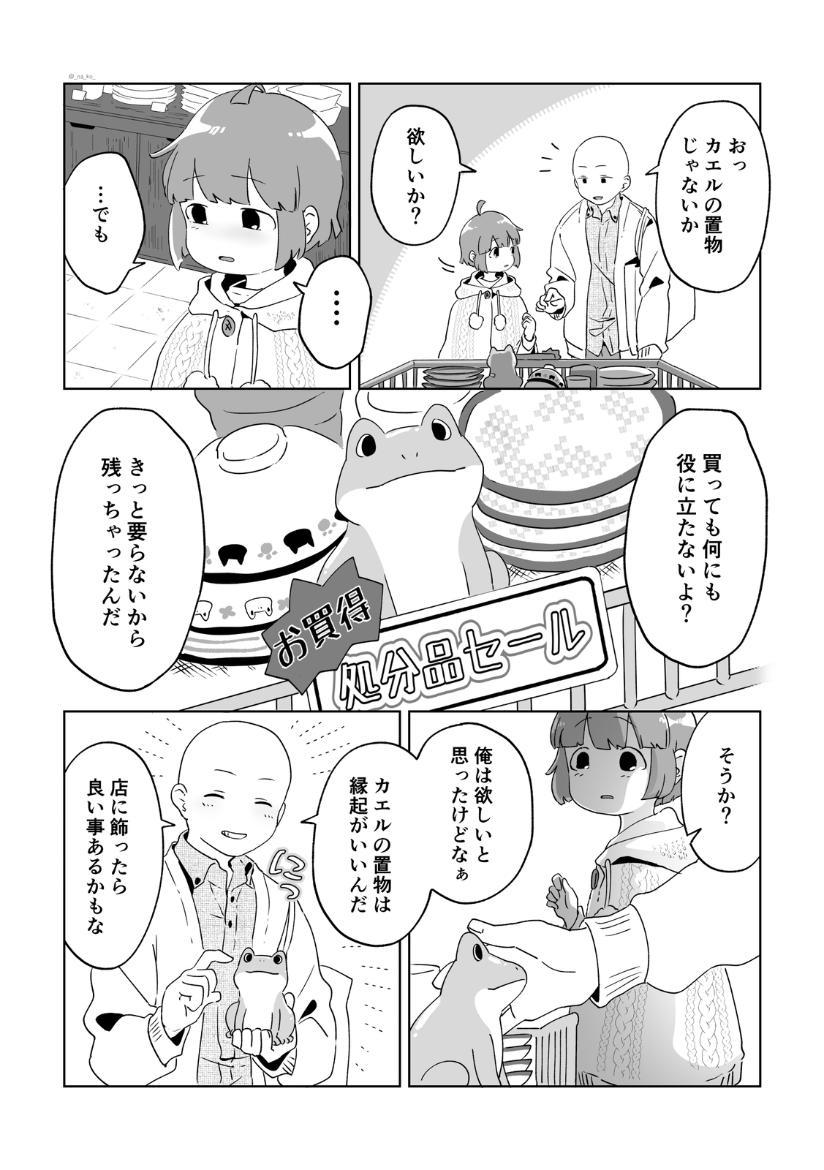 @_na_ko_
おっ
カエルの置物
じゃないか
欲しいか？
…‥
…でも
買っても何にも
役に立たないよ？
きっと要らないから
残っちゃったんだ
お買得
処分品セール
そうか？
俺は欲しいと
思ったけどなぁ
カエルの置物は
縁起がいいんだ
にこっ
店に飾ったら
良い事あるかもな